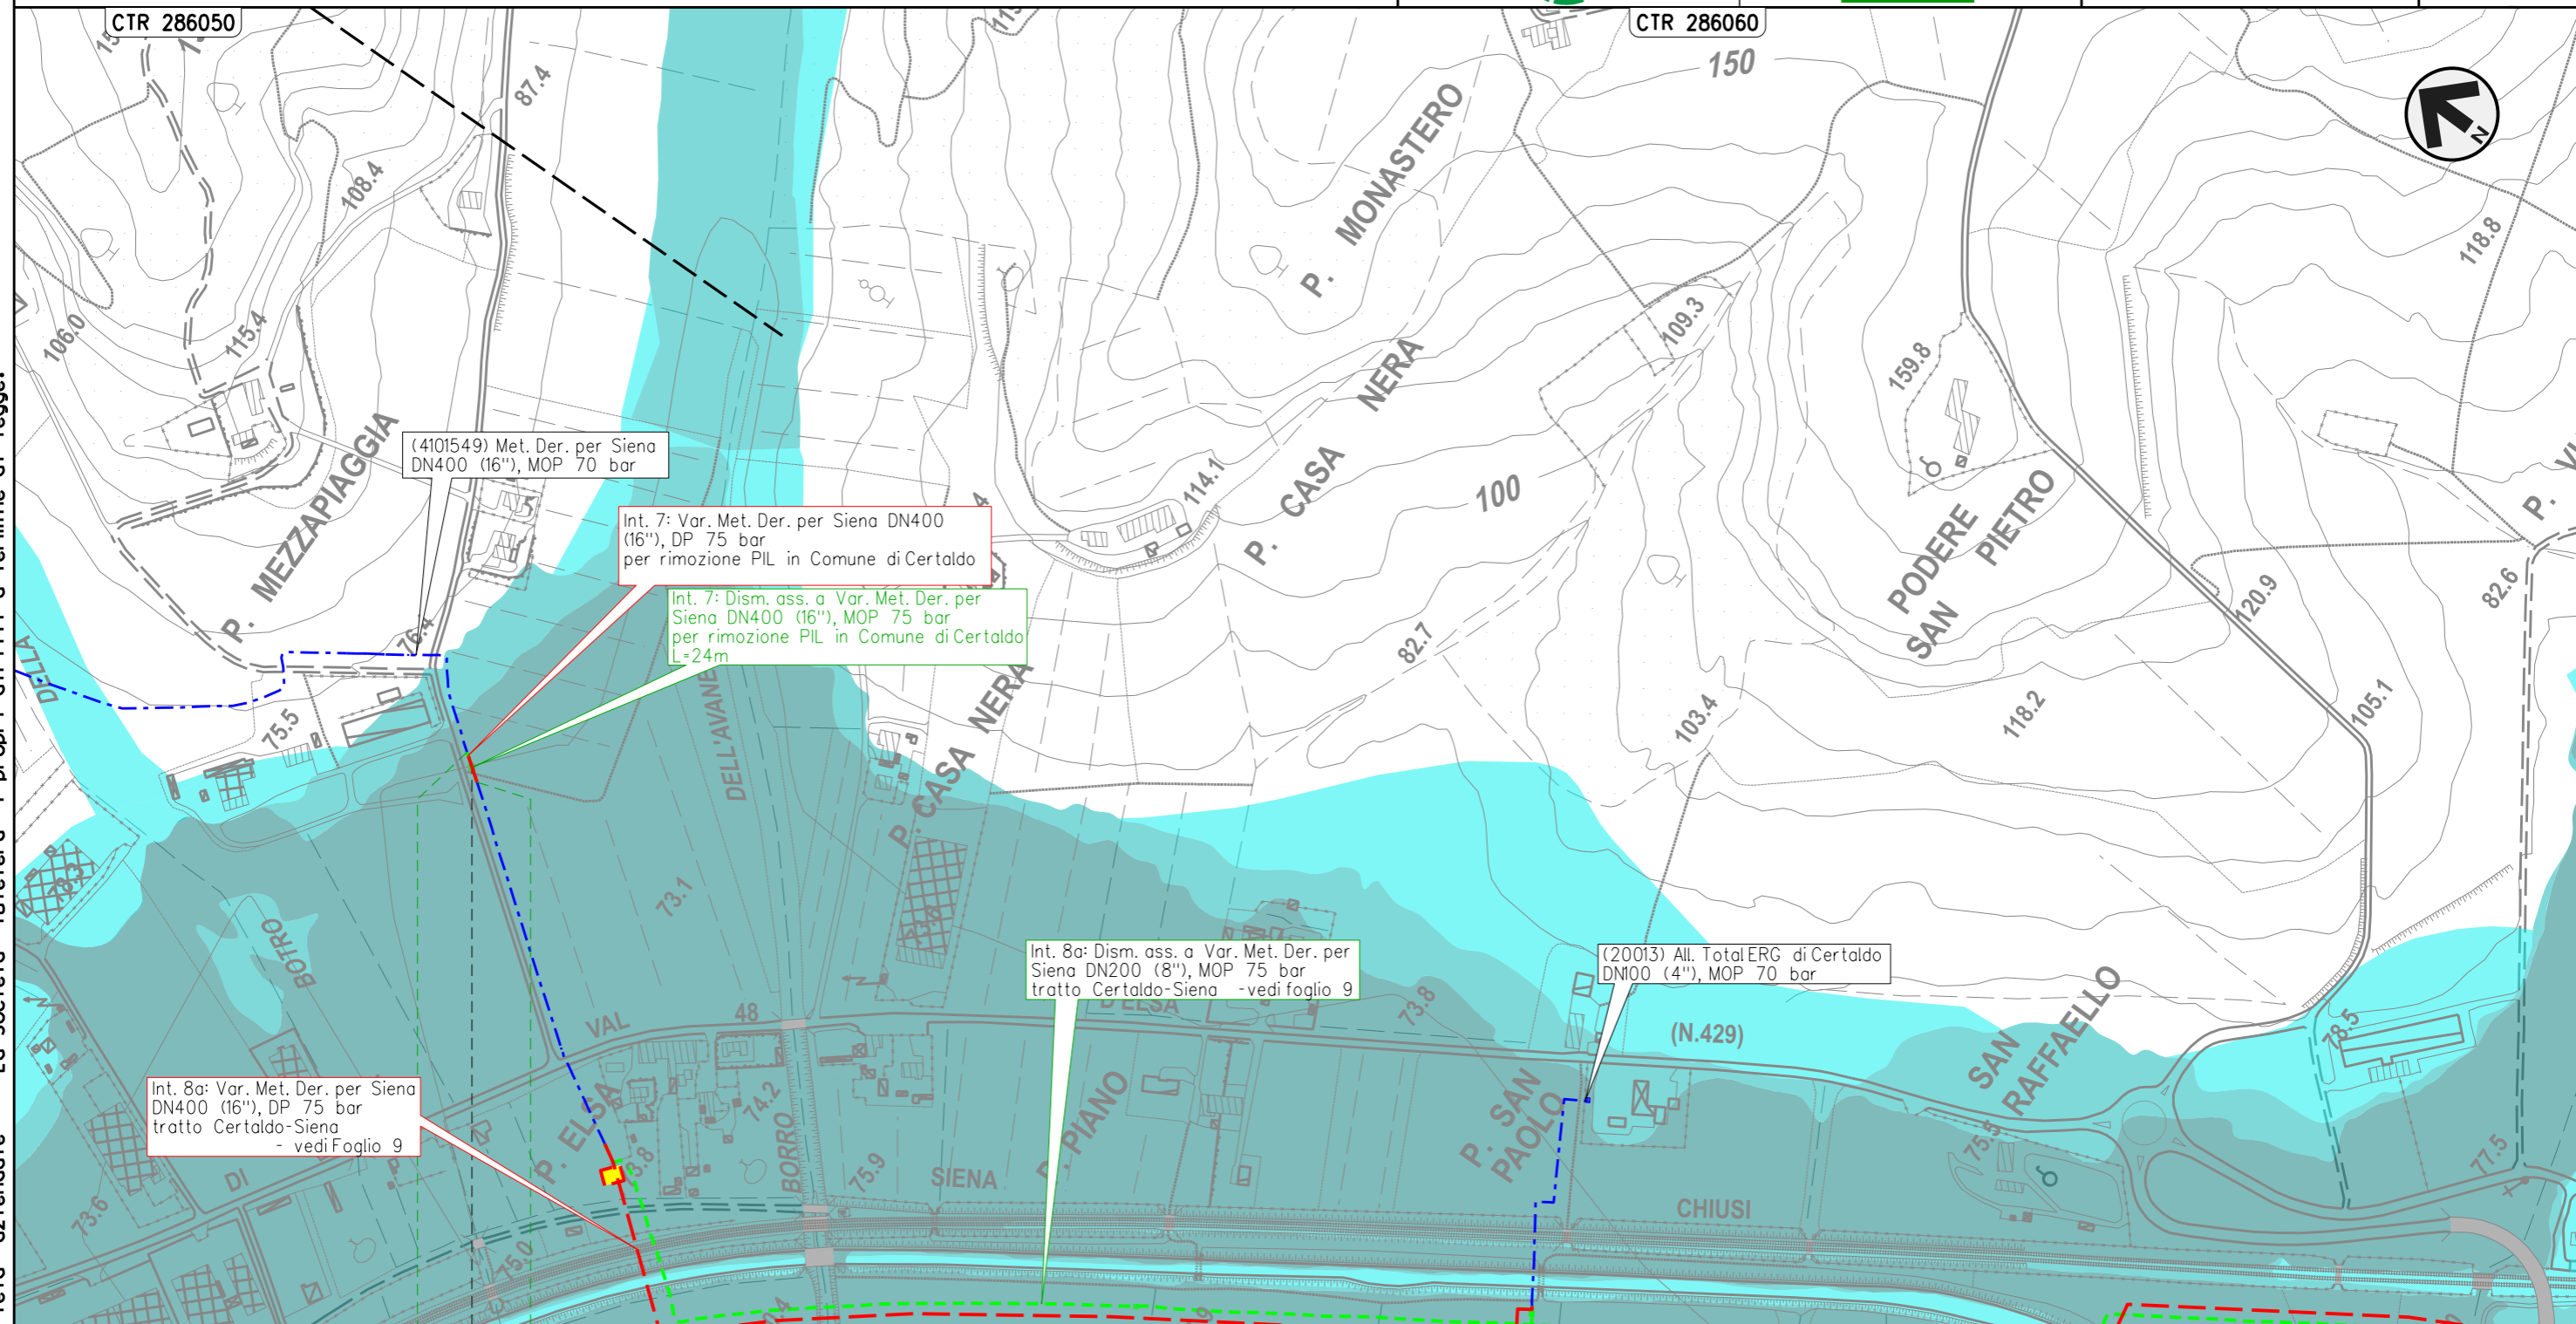 CTR 286050
CTR 286060
150
N
87.4
108.4
118.8
P. MONASTERO
106.0
115.4
109.3
159.8
P. CASA NERA
P. MEZZAPIAGGIA
(4101549) Met. Der. per Siena
DN400 (16"), MOP 70 bar
114.1
100
Int. 7: Var. Met. Der. per Siena DN400
(16"), DP 75 bar
per rimozione PIL in Comune di Certaldo
PODERE
SAN PIETRO
120.9
82.6
Int. 7: Dism. ass. a Var. Met. Der. per
Siena DN400 (16"), MOP 75 bar
per rimozione PIL in Comune di Certaldo
L=24m
76.4
82.7
DELLA
75.5
DELL'AVANE
P. CASA NERA
103.4
118.2
105.1
78.3
73.1
BOTRO
Int. 8a: Dism. ass. a Var. Met. Der. per
Siena DN200 (8"), MOP 75 bar
tratto Certaldo-Siena - vedi foglio 9
(20013) All. TotalERG di Certaldo
DN100 (4"), MOP 70 bar
VAL
48
D'ELSA
73.8
(N.429)
SAN
RAFFAELLO
78.5
Int. 8a: Var. Met. Der. per Siena
DN400 (16"), DP 75 bar
tratto Certaldo-Siena
- vedi Foglio 9
P. ELSA
74.2
BORRO
75.9
SIENA
P. PIANO
P. SAN
PAOLO
75.5
77.5
DI
73.6
75.0
CHIUSI